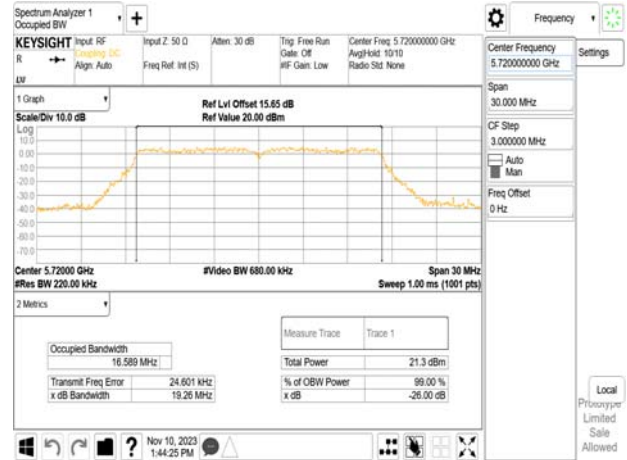 Spectrum Analyzer 1
Occupied BW
Frequency
KEYSIGHT
R
LXI
Input: RF
Coupling: DC
Align: Auto
Input Z: 50 Ω
Freq Ref: Int (S)
Atten: 30 dB
Trig: Free Run
Gate: Off
#IF Gain: Low
Center Freq: 5.720000000 GHz
Avg|Hold: 10/10
Radio Std: None
Center Frequency
5.720000000 GHz
Settings
Span
30.000 MHz
CF Step
3.000000 MHz
Auto
Man
Freq Offset
0 Hz
1 Graph
Scale/Div 10.0 dB
Ref Lvl Offset 15.65 dB
Ref Value 20.00 dBm
Log
10.0
0.00
-10.0
-20.0
-30.0
-40.0
-50.0
-60.0
-70.0
Center 5.72000 GHz
#Res BW 220.00 kHz
#Video BW 680.00 kHz
Span 30 MHz
Sweep 1.00 ms (1001 pts)
2 Metrics
Measure Trace
Trace 1
Occupied Bandwidth
16.589 MHz
Total Power
21.3 dBm
Transmit Freq Error
24.601 kHz
% of OBW Power
99.00 %
x dB Bandwidth
19.26 MHz
x dB
-26.00 dB
Local
Prototype
Limited
Sale
Allowed
?
Nov 10, 2023
1:44:25 PM